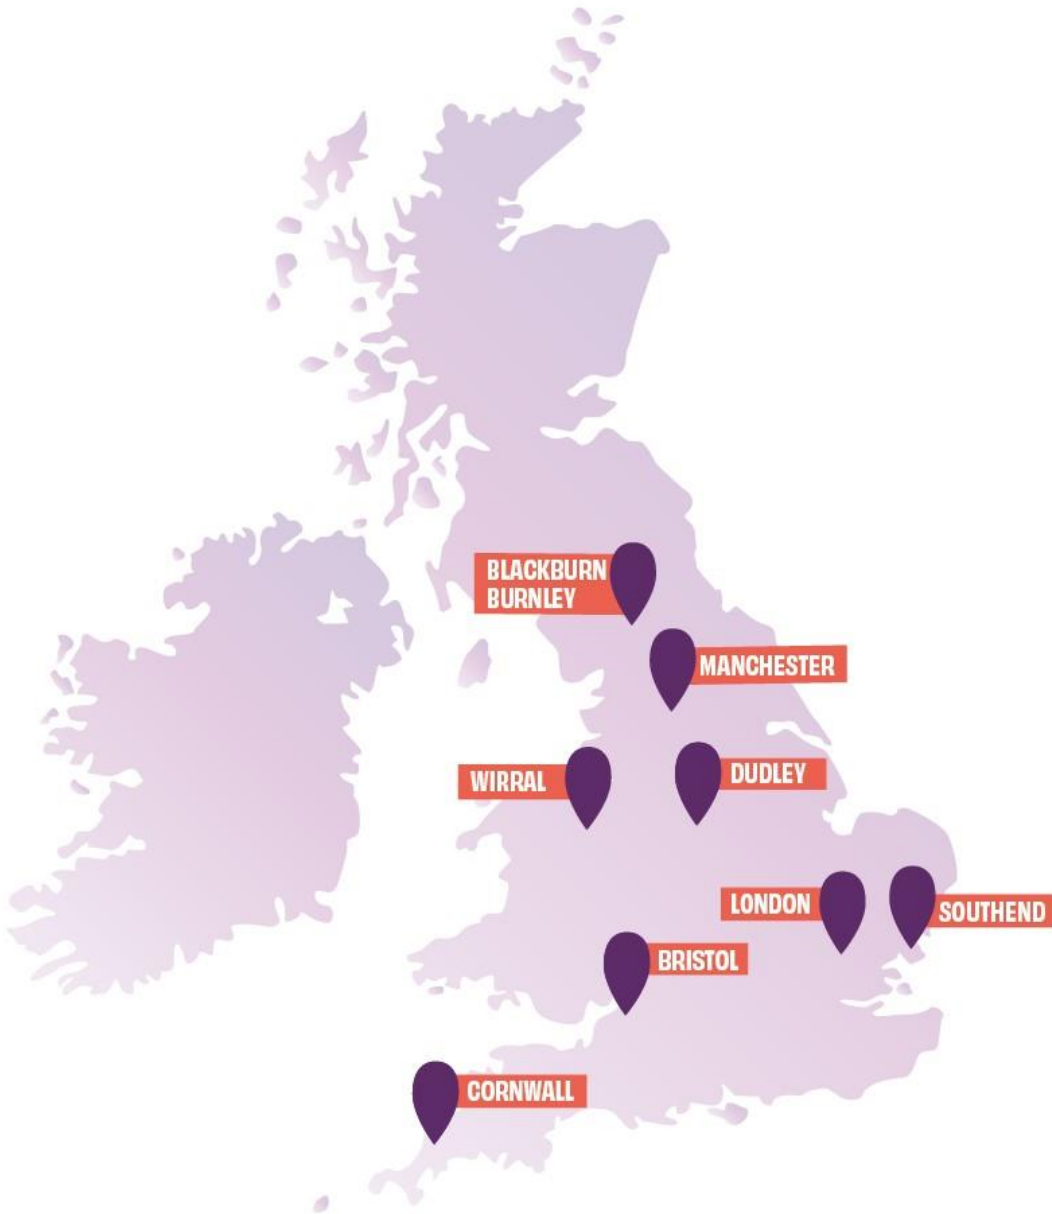 BLACKBURN
BURNLEY
MANCHESTER
DUDLEY
WIRRAL
LONDON
SOUTHEND
BRISTOL
CORNWALL